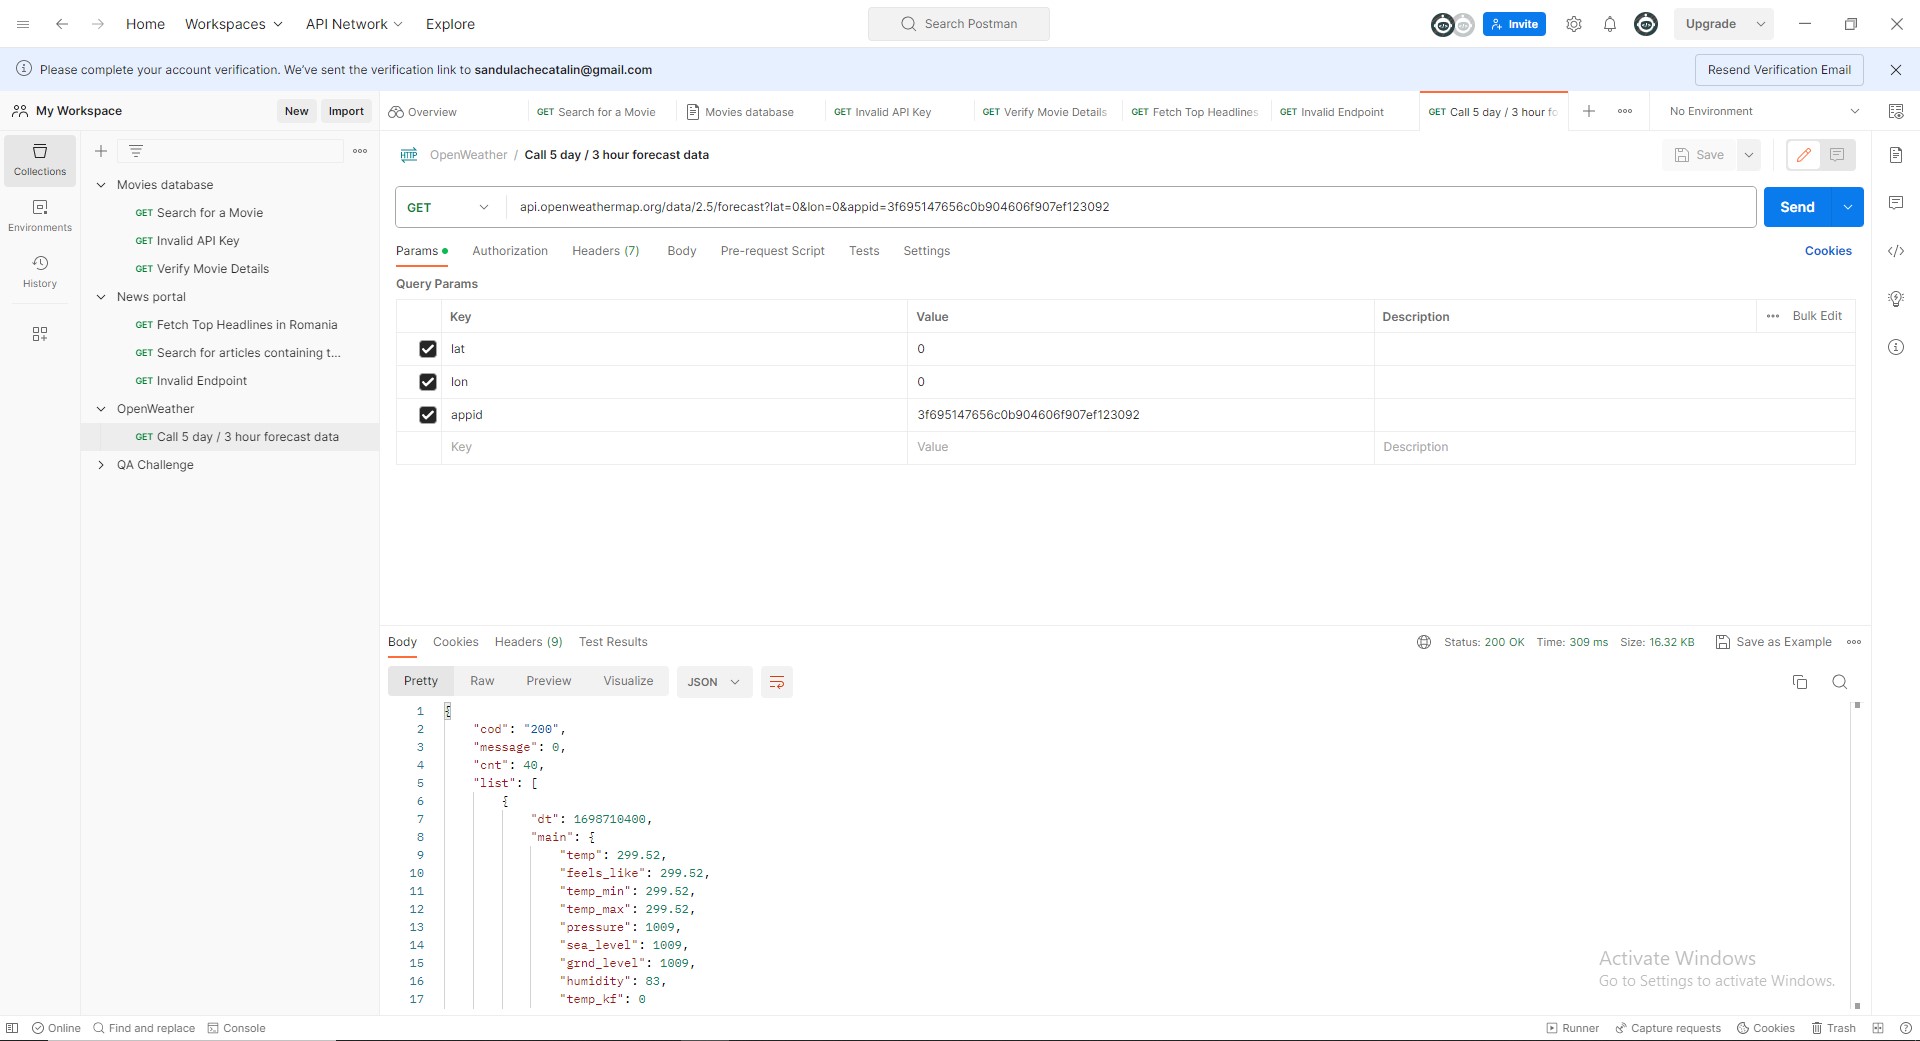 Home Workspaces API Network Explore Search Postman Invite Upgrade
Please complete your account verification. We've sent the verification link to sandulachecatalin@gmail.com Resend Verification Email
My Workspace New Import
Overview GET Search for a Movie Movies database GET Invalid API Key GET Verify Movie Details GET Fetch Top Headlines GET Invalid Endpoint GET Call 5 day / 3 hour fo No Environment
Collections
Environments
History
Movies database
GET Search for a Movie
GET Invalid API Key
GET Verify Movie Details
News portal
GET Fetch Top Headlines in Romania
GET Search for articles containing t...
GET Invalid Endpoint
OpenWeather
GET Call 5 day / 3 hour forecast data
QA Challenge
HTTP OpenWeather / Call 5 day / 3 hour forecast data Save
GET api.openweathermap.org/data/2.5/forecast?lat=0&lon=0&appid=3f695147656c0b904606f907ef123092 Send
Params Authorization Headers (7) Body Pre-request Script Tests Settings Cookies
Query Params
Key Value Description Bulk Edit
lat 0
lon 0
appid 3f695147656c0b904606f907ef123092
Key Value Description
Body Cookies Headers (9) Test Results Status: 200 OK Time: 309 ms Size: 16.32 KB Save as Example
Pretty Raw Preview Visualize JSON
1 {
2 "cod": "200",
3 "message": 0,
4 "cnt": 40,
5 "list": [
6 {
7 "dt": 1698710400,
8 "main": {
9 "temp": 299.52,
10 "feels_like": 299.52,
11 "temp_min": 299.52,
12 "temp_max": 299.52,
13 "pressure": 1009,
14 "sea_level": 1009,
15 "grnd_level": 1009,
16 "humidity": 83,
17 "temp_kf": 0
Activate Windows
Go to Settings to activate Windows.
Online Find and replace Console Runner Capture requests Cookies Trash